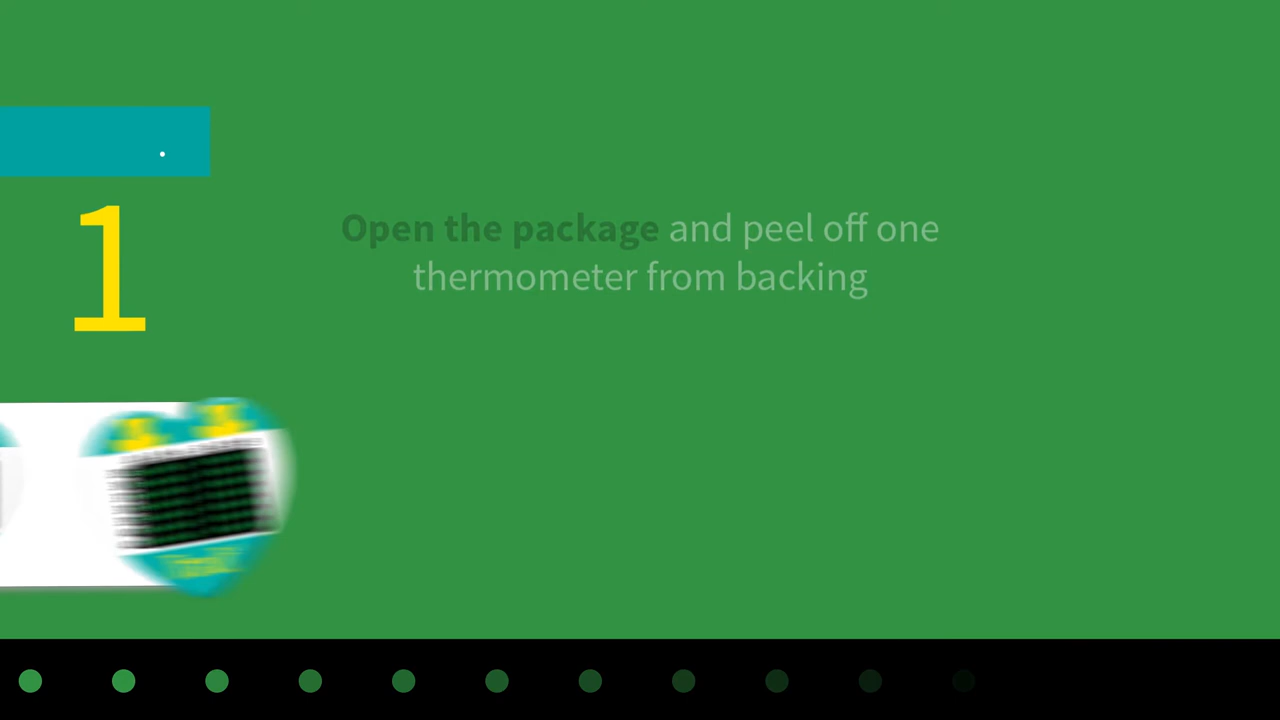 1
Open the package and peel off one
thermometer from backing